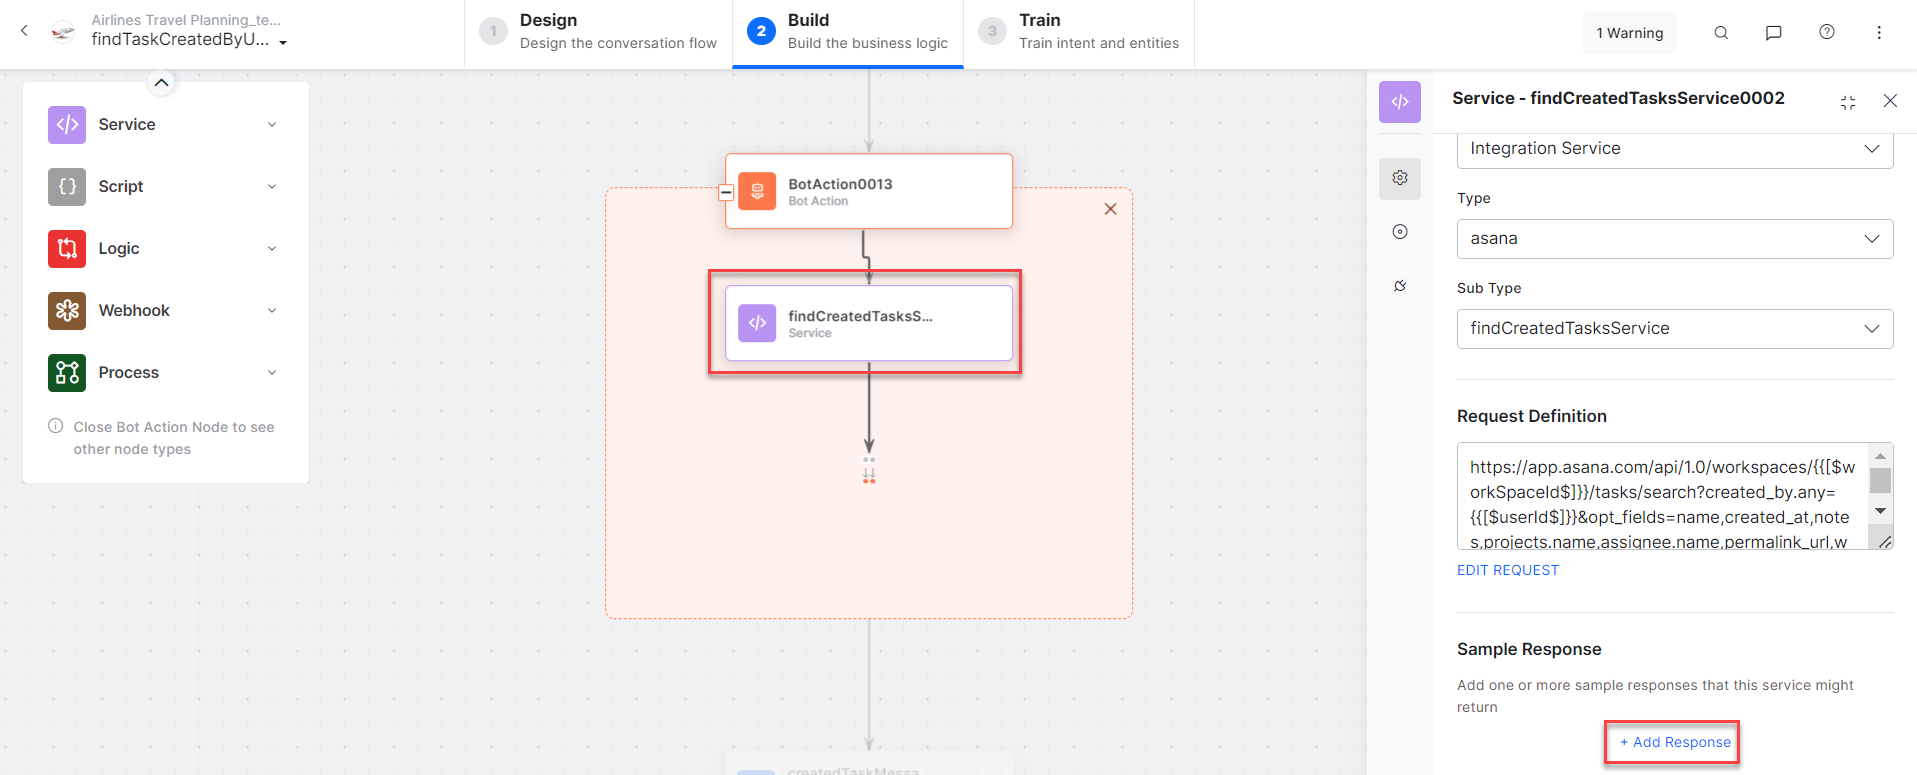 Airlines Travel Planning_te...
findTaskCreatedByU...
1
Design
Design the conversation flow
2
Build
Build the business logic
3
Train
Train intent and entities
1 Warning
Service
Script
Logic
Webhook
Process
Close Bot Action Node to see
other node types
BotAction0013
Bot Action
findCreatedTasksS...
Service
createdTaskMessa
Service - findCreatedTasksService0002
Integration Service
Type
asana
Sub Type
findCreatedTasksService
Request Definition
https://app.asana.com/api/1.0/workspaces/{{[$w
orkSpaceId$]}}/tasks/search?created_by.any=
{{[$userId$]}}&opt_fields=name,created_at,note
s,projects.name,assignee.name,permalink_url,w
EDIT REQUEST
Sample Response
Add one or more sample responses that this service might
return
+ Add Response